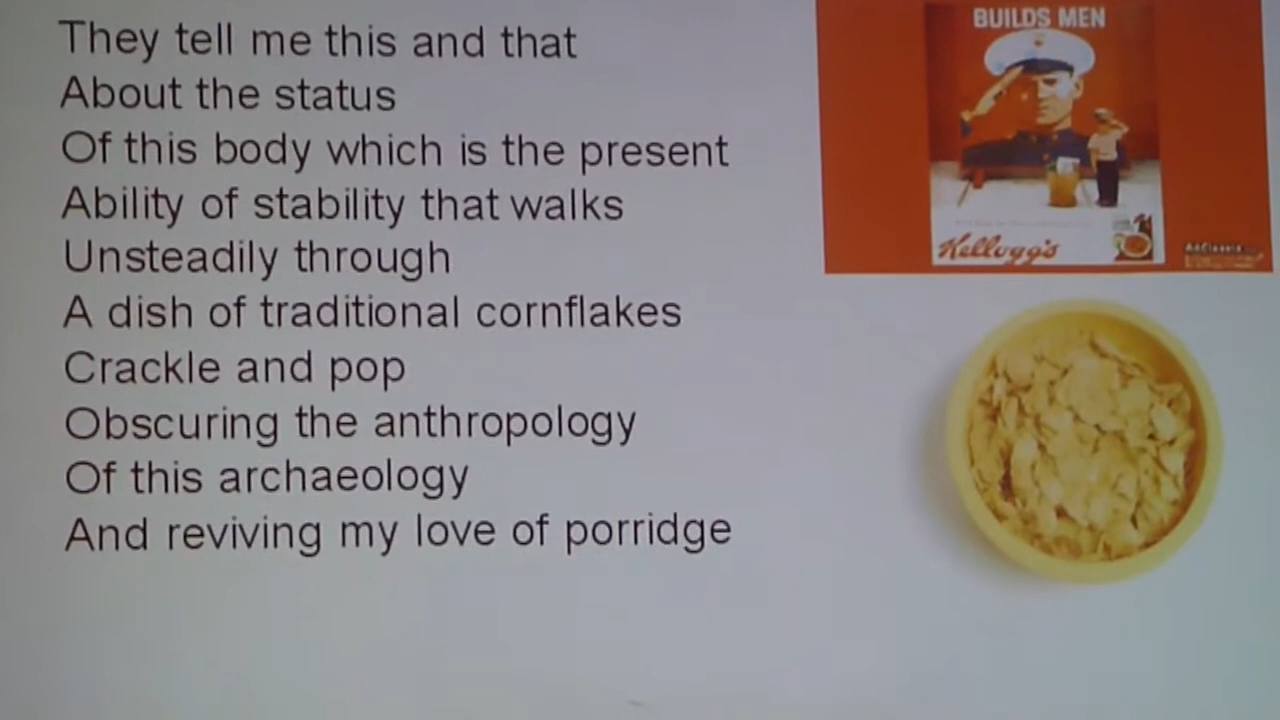 They tell me this and that
About the status
Of this body which is the present
Ability of stability that walks
Unsteadily through
A dish of traditional cornflakes
Crackle and pop
Obscuring the anthropology
Of this archaeology
And reviving my love of porridge
BUILDS MEN
Kellogg's
AdClassix